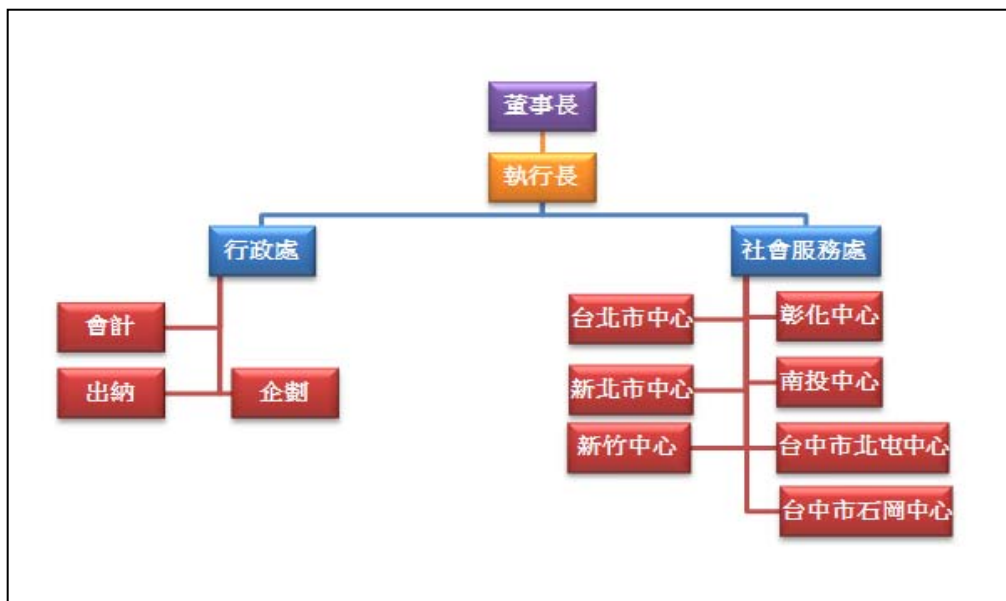 董事長
執行長
行政處
社會服務處
會計
出納
企劃
台北市中心
彰化中心
新北市中心
南投中心
新竹中心
台中市北屯中心
台中市石岡中心